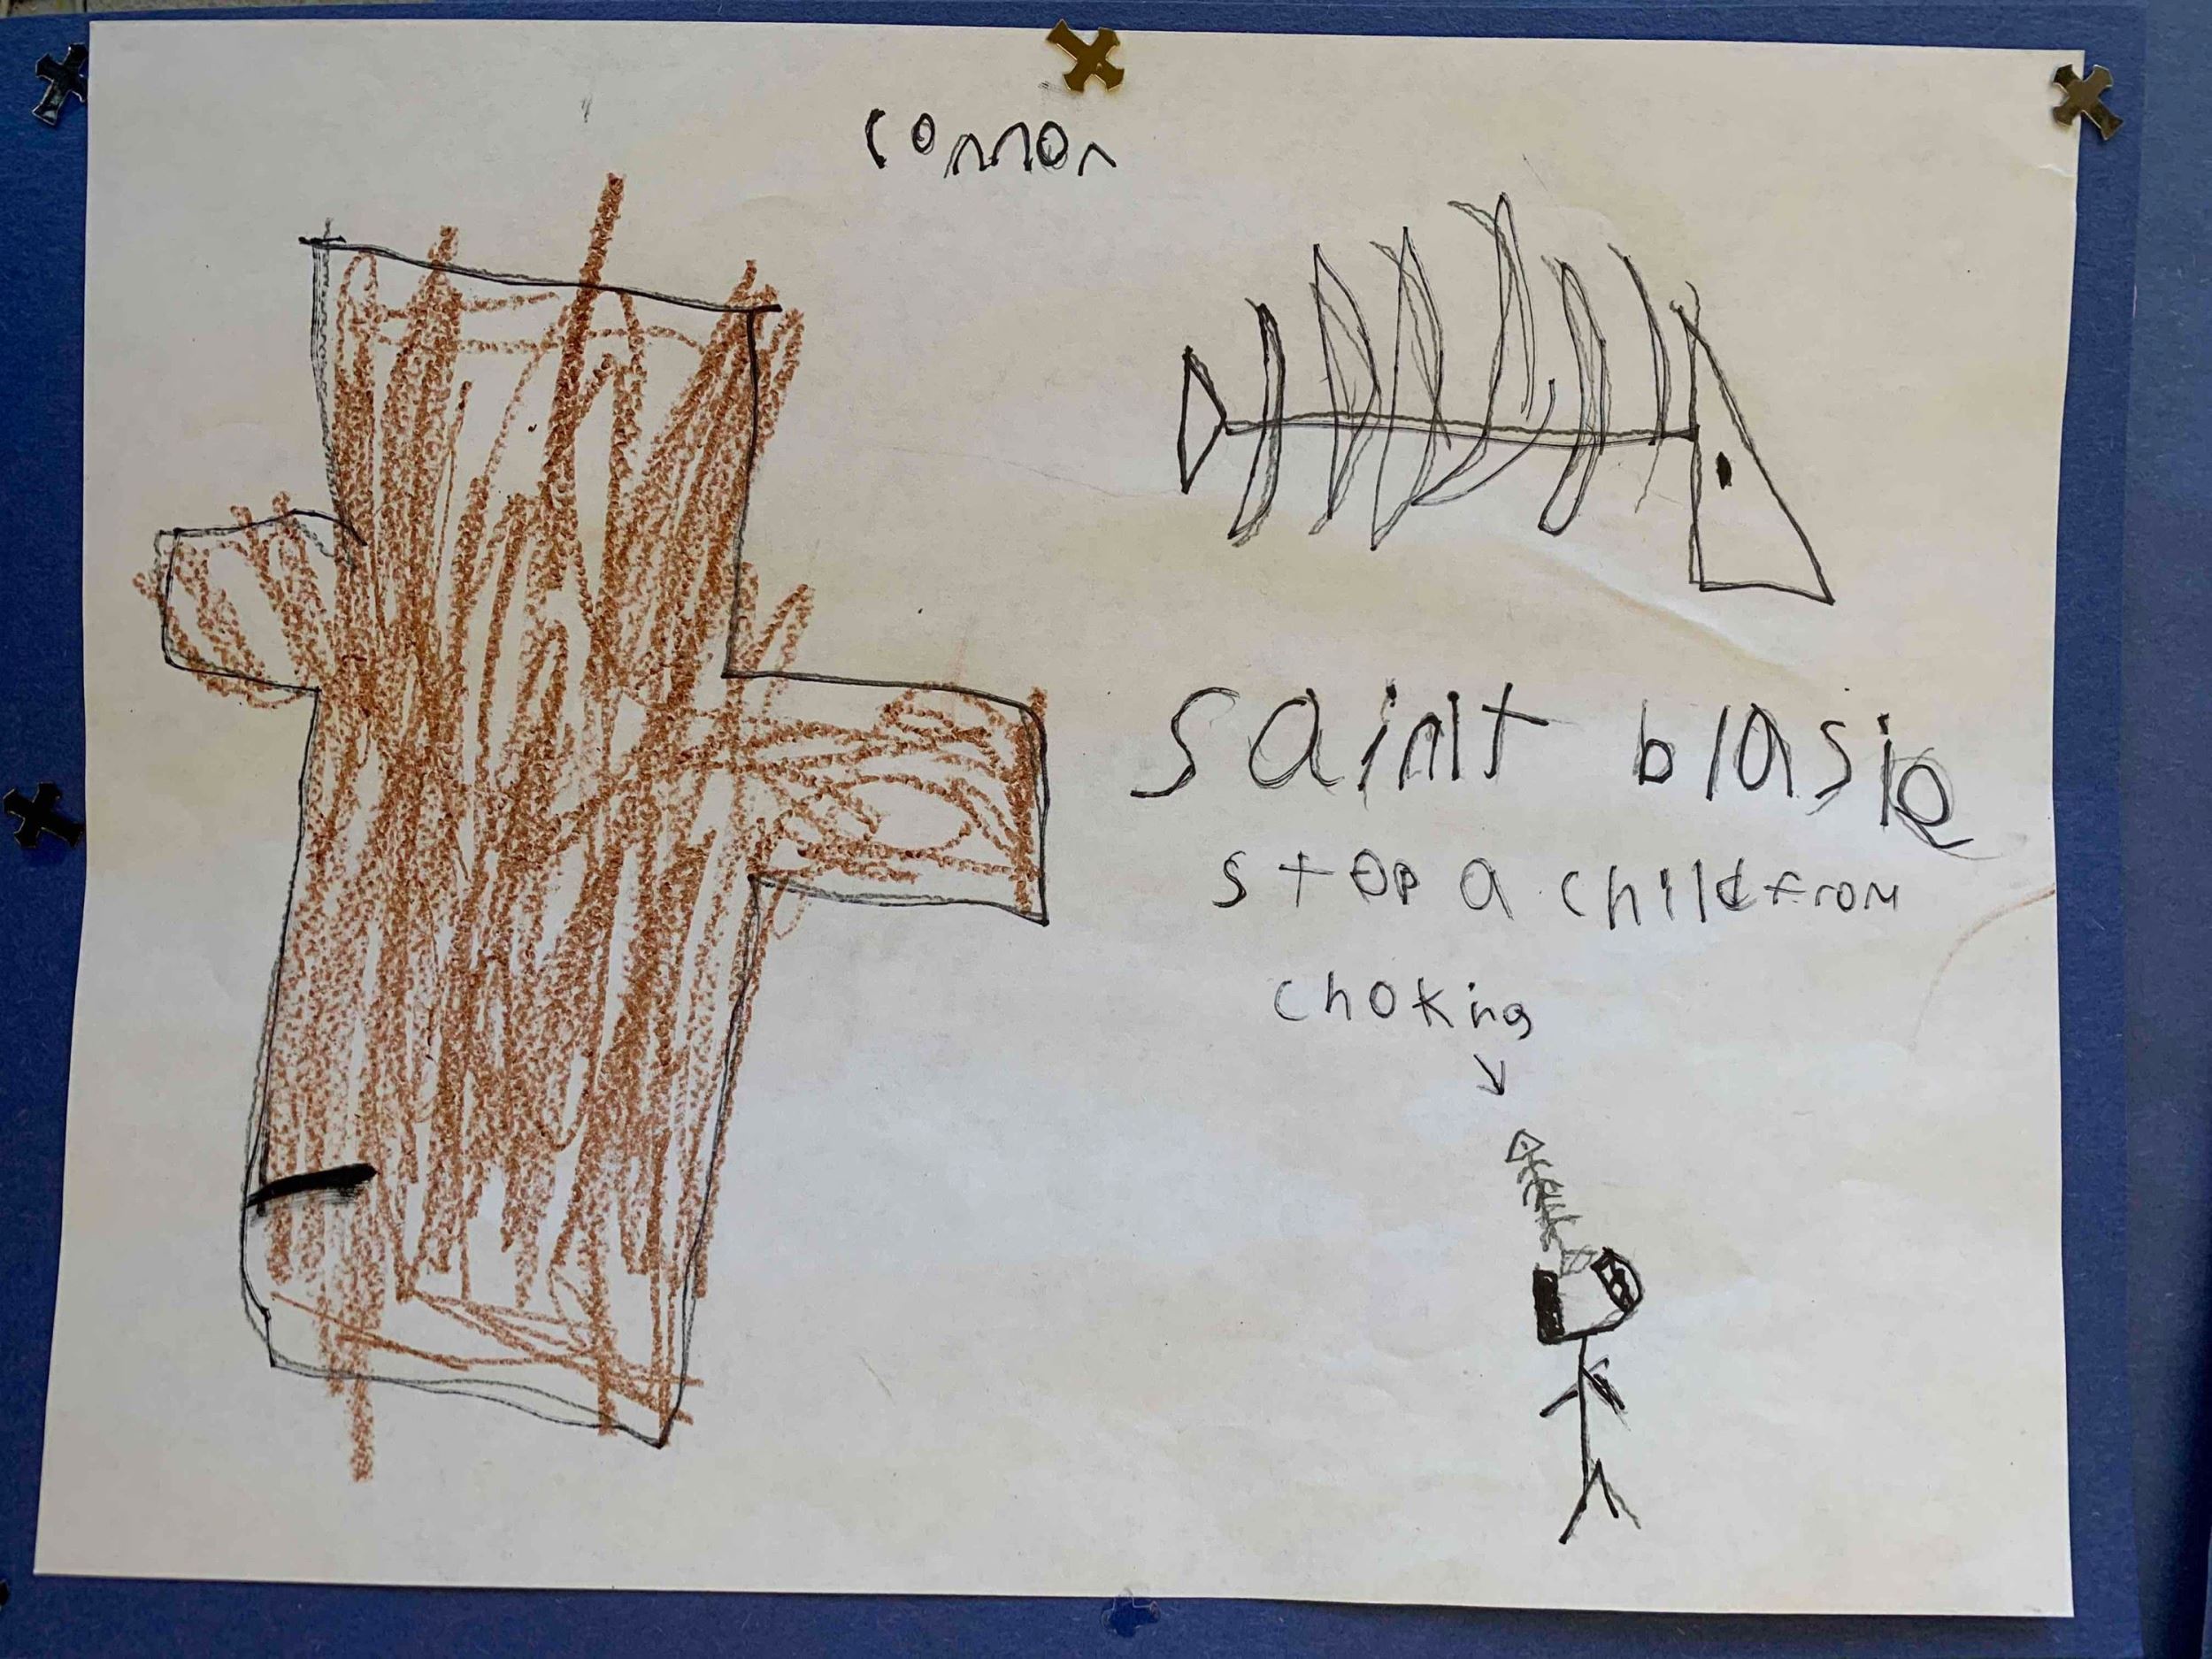 connor
saint blasie
stop a child from
choking